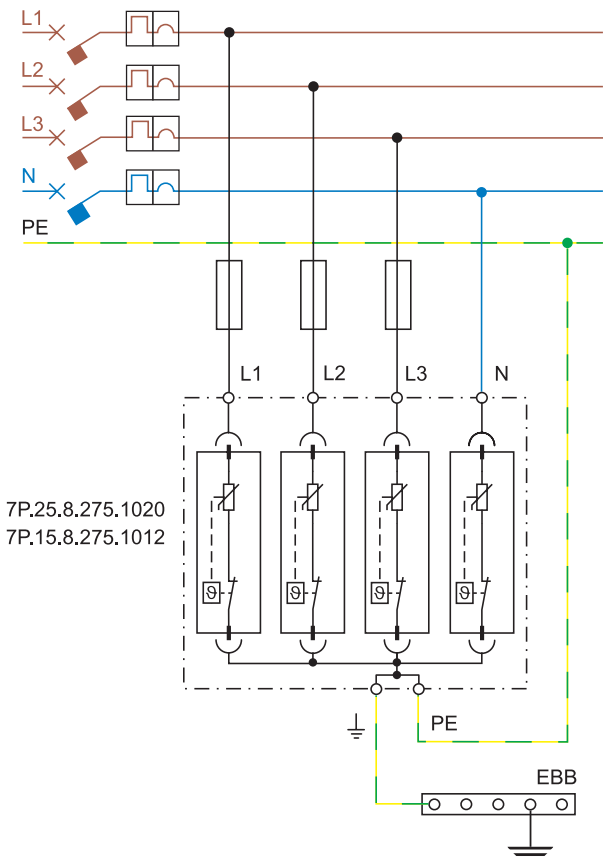 L1
L2
L3
N
PE
L1 L2 L3 N
7P.25.8.275.1020
7P.15.8.275.1012
ϑ ϑ ϑ ϑ
PE
EBB